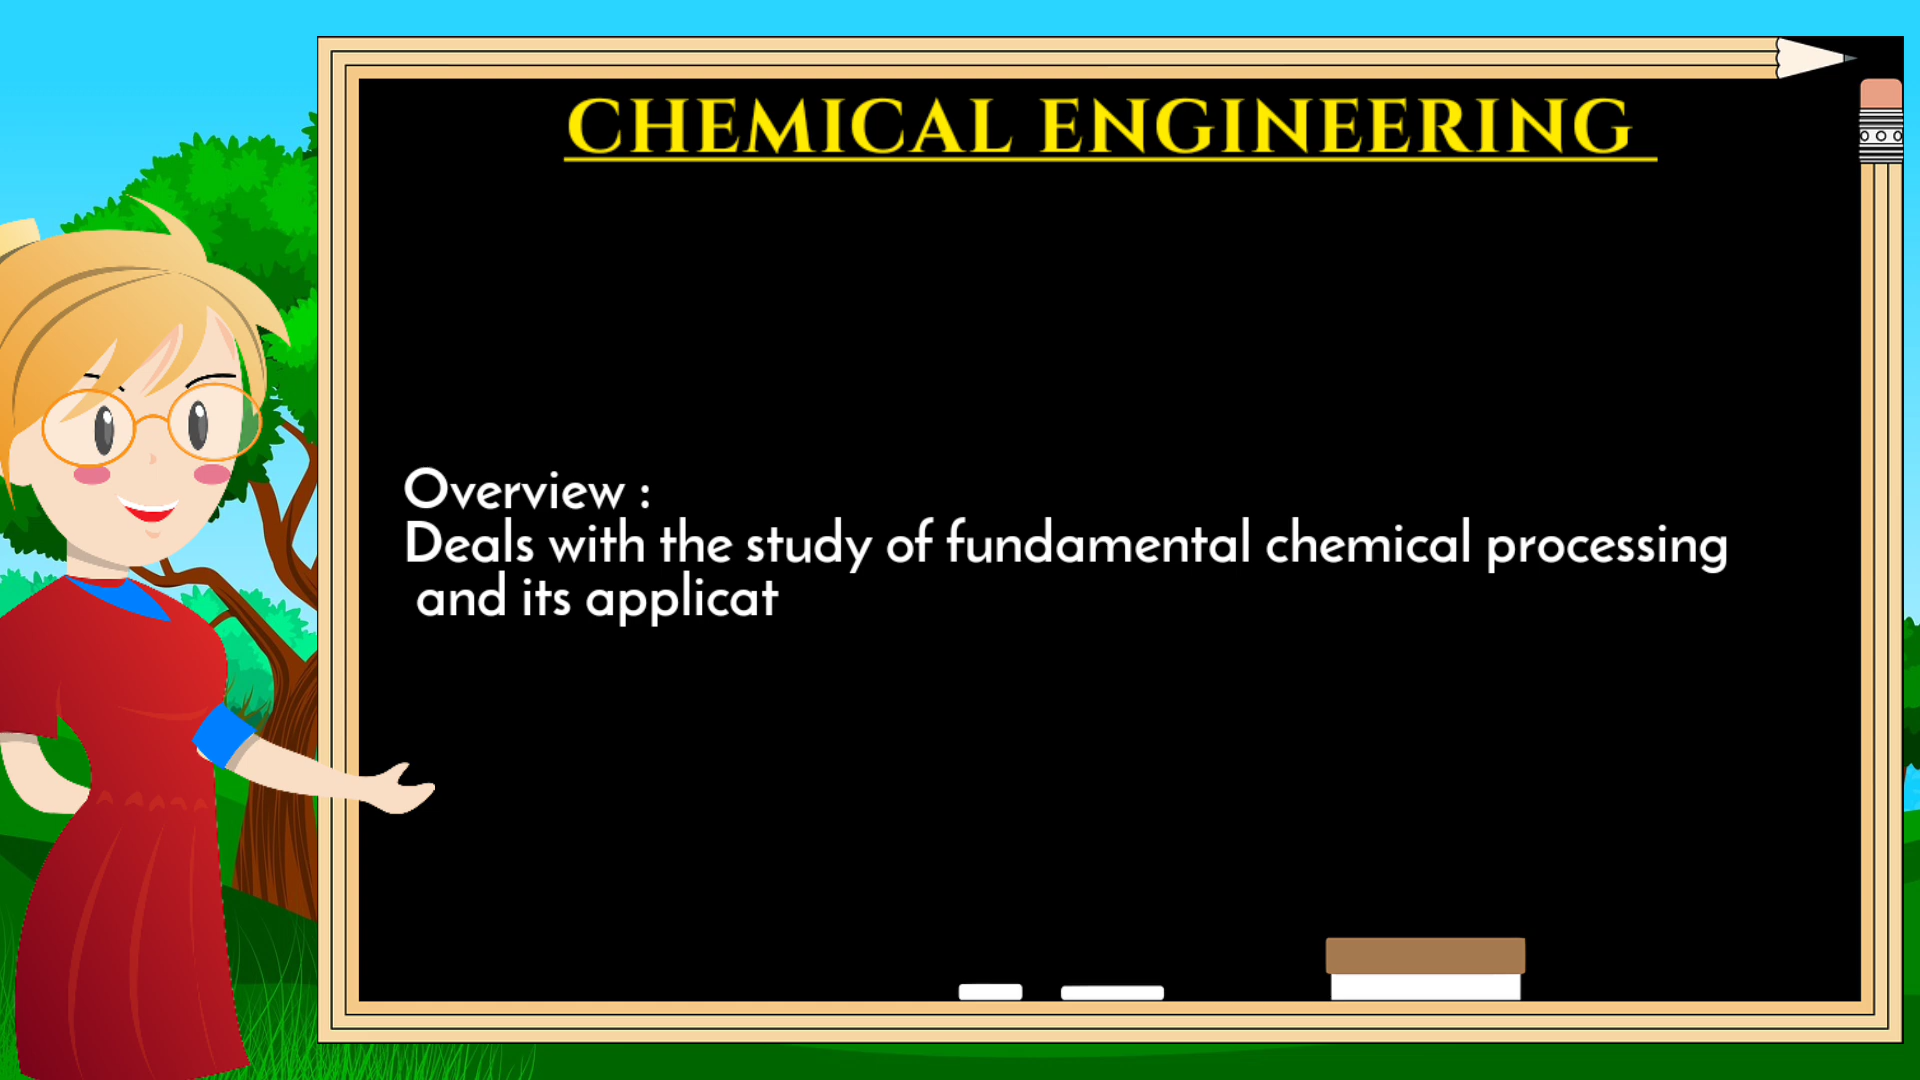 CHEMICAL ENGINEERING
Overview :
Deals with the study of fundamental chemical processing
and its applicat